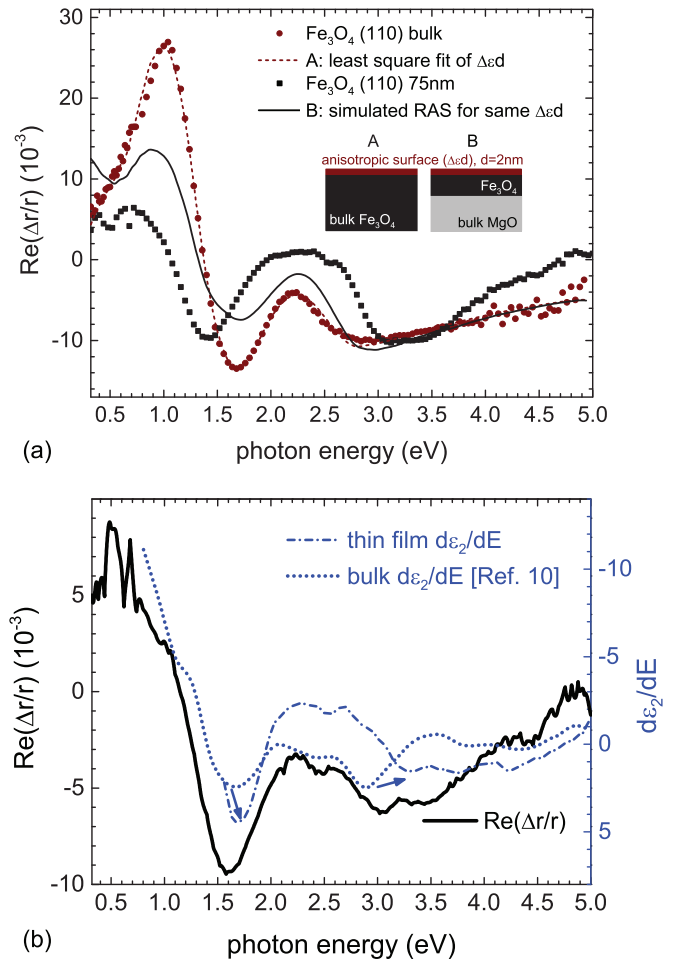 Fe₃O₄ (110) bulk
A: least square fit of Δεd
Fe₃O₄ (110) 75nm
B: simulated RAS for same Δεd
A B
anisotropic surface (Δεd), d=2nm
Fe₃O₄
bulk Fe₃O₄
bulk MgO
Re(Δr/r) (10⁻³)
30
20
10
0
-10
0.5 1.0 1.5 2.0 2.5 3.0 3.5 4.0 4.5 5.0
photon energy (eV)
(a)
thin film dε₂/dE
bulk dε₂/dE [Ref. 10]
Re(Δr/r) (10⁻³)
5
0
-5
-10
-10
-5
0
5
dε₂/dE
Re(Δr/r)
0.5 1.0 1.5 2.0 2.5 3.0 3.5 4.0 4.5 5.0
photon energy (eV)
(b)